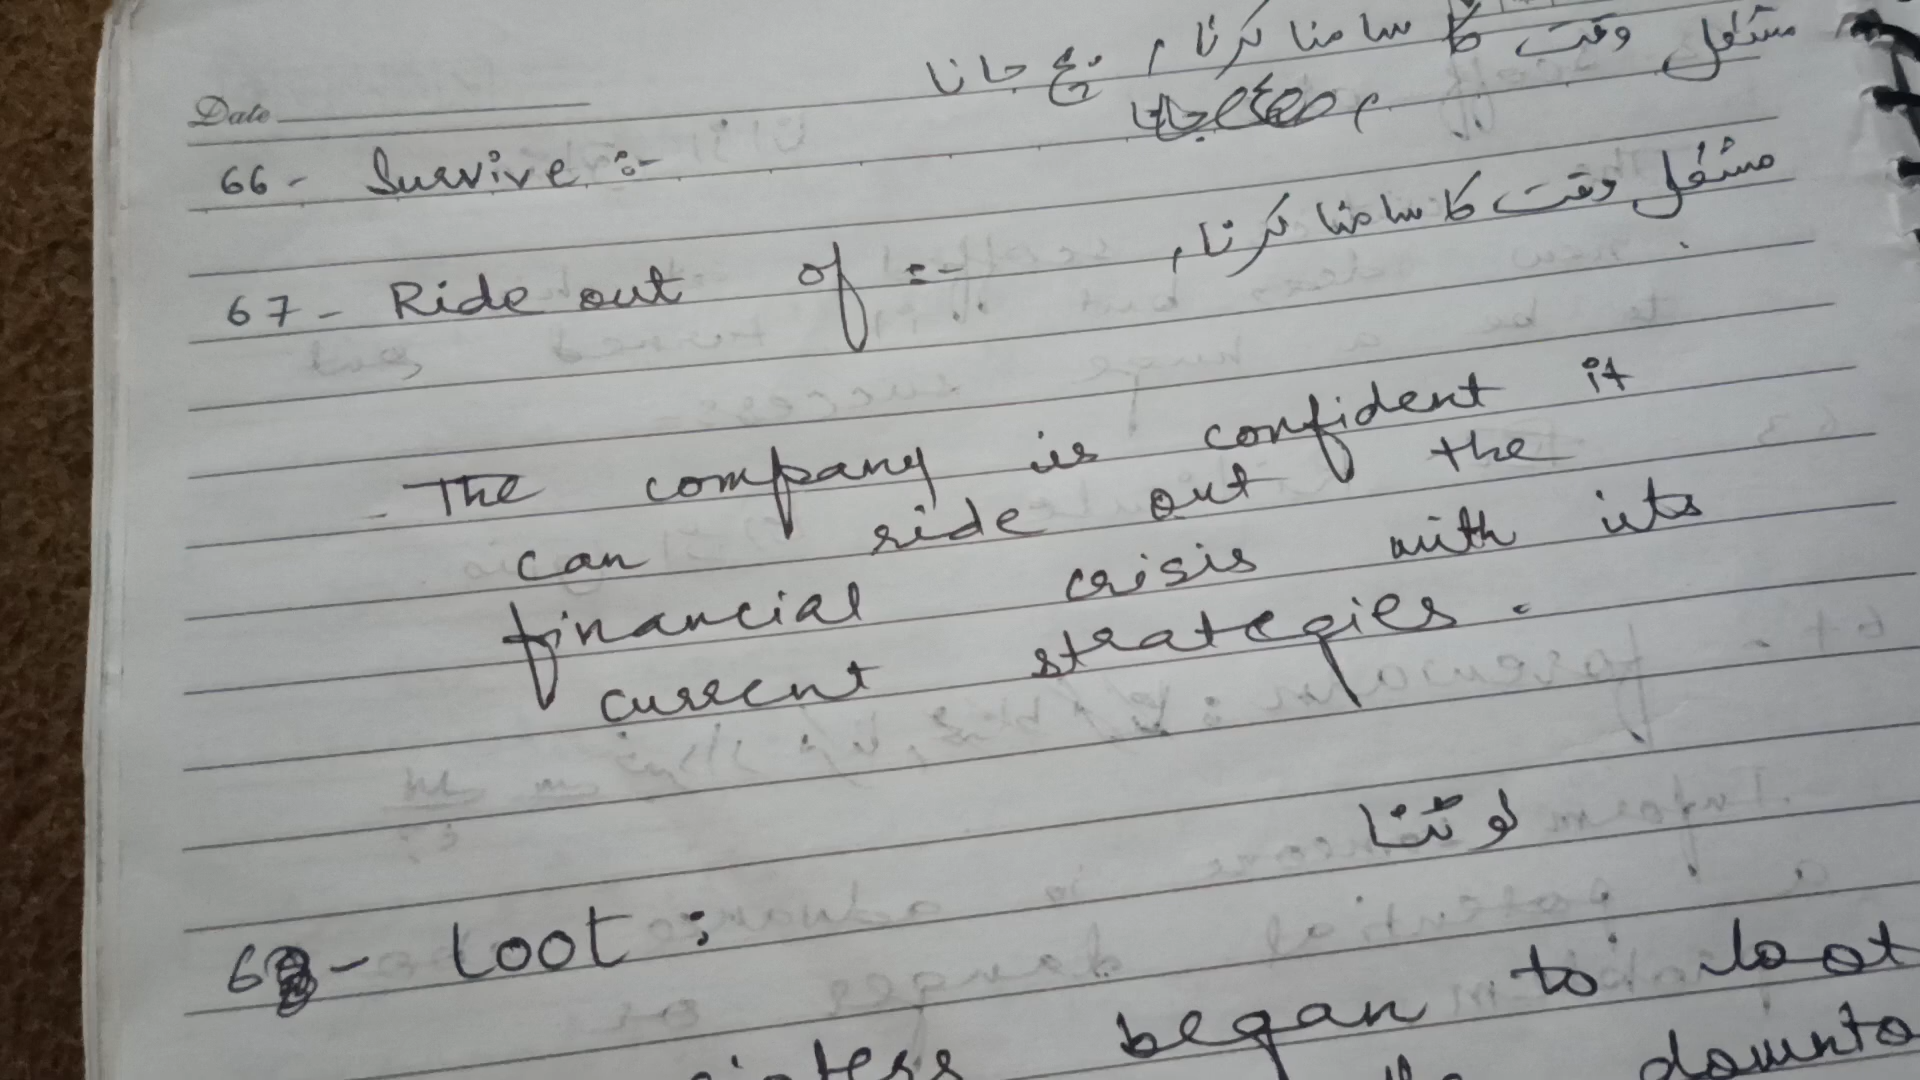 مشکل وقت کا سامنا کرنا، بچ جانا
Date
66- Survive :-
مشکل وقت کا سامنا کرنا،
67- Ride out of :-
The company is confident it
can ride out the
financial crisis with its
current strategies.
لوٹنا
68- Loot :
began to loot